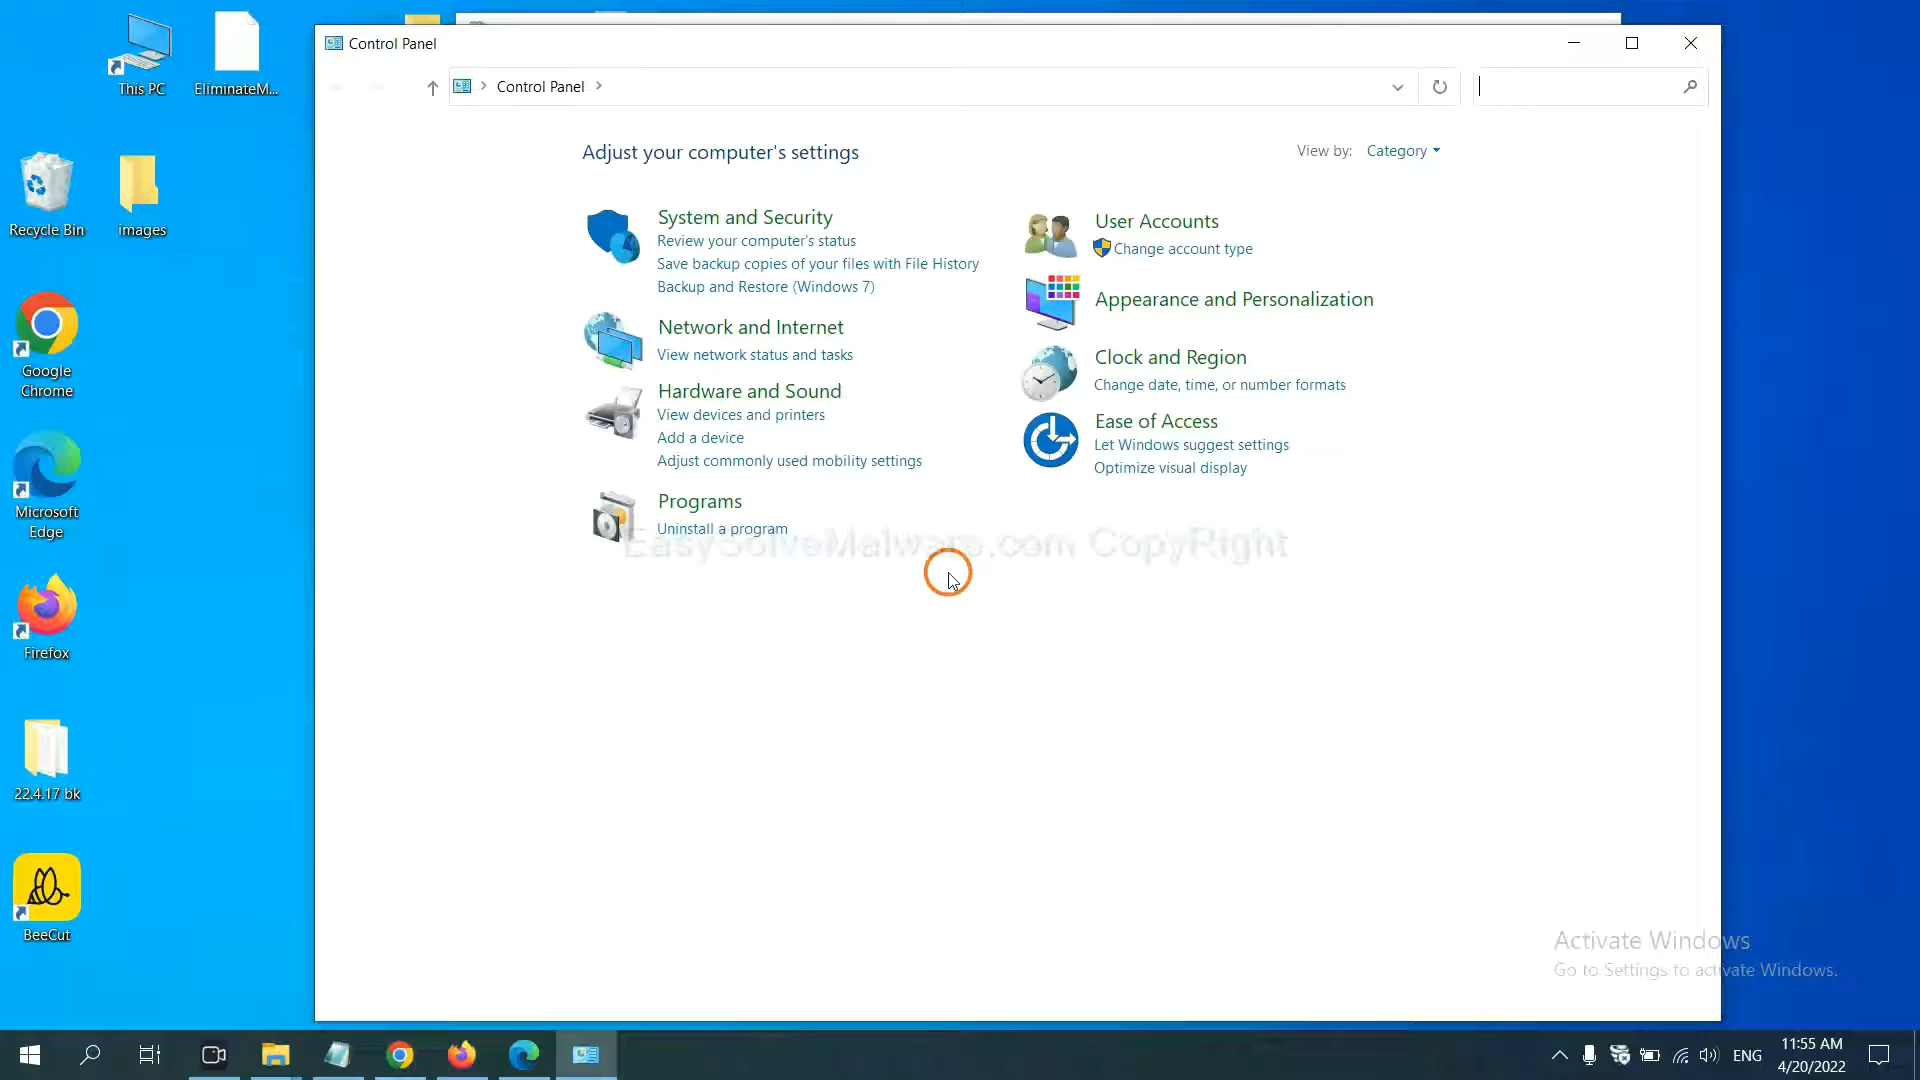 This PC
EliminateM...
Recycle Bin
images
Google
Chrome
Microsoft
Edge
Firefox
22.4.17 bk
BeeCut
Control Panel
Control Panel
Adjust your computer's settings
View by: Category
System and Security
Review your computer's status
Save backup copies of your files with File History
Backup and Restore (Windows 7)
Network and Internet
View network status and tasks
Hardware and Sound
View devices and printers
Add a device
Adjust commonly used mobility settings
Programs
Uninstall a program
User Accounts
Change account type
Appearance and Personalization
Clock and Region
Change date, time, or number formats
Ease of Access
Let Windows suggest settings
Optimize visual display
EasySolveMalware.com CopyRight
Activate Windows
Go to Settings to activate Windows.
ENG
11:55 AM
4/20/2022